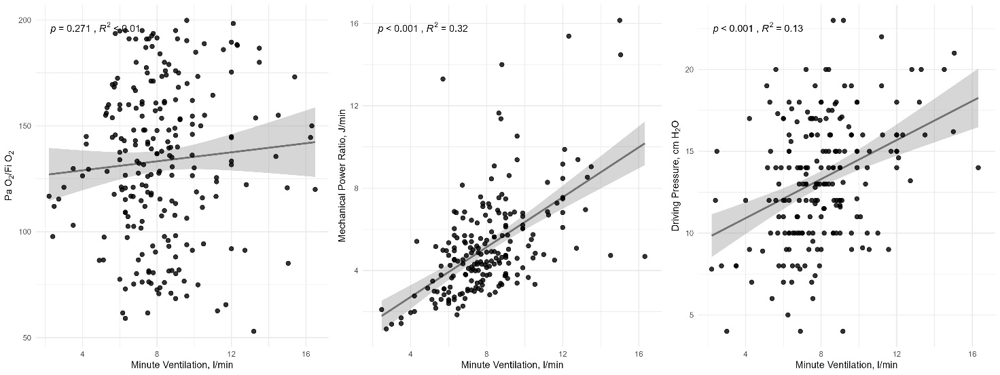 p = 0.271 , R² < 0.01
200
150
100
50
Pa O₂/Fi O₂
4 8 12 16
Minute Ventilation, l/min
p < 0.001 , R² = 0.32
16
12
8
4
Mechanical Power Ratio, J/min
4 8 12 16
Minute Ventilation, l/min
p < 0.001 , R² = 0.13
20
15
10
5
Driving Pressure, cm H₂O
4 8 12 16
Minute Ventilation, l/min